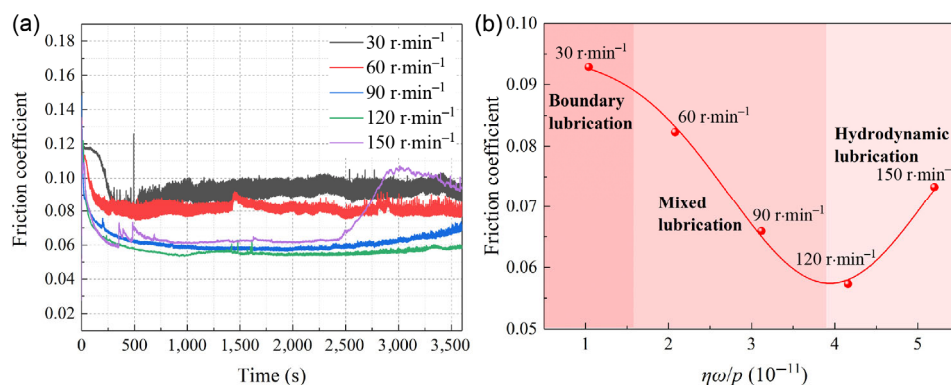 (a)
0.18
0.16
0.14
0.12
0.10
0.08
0.06
0.04
0.02
Friction coefficient
30 r·min⁻¹
60 r·min⁻¹
90 r·min⁻¹
120 r·min⁻¹
150 r·min⁻¹
0 500 1,000 1,500 2,000 2,500 3,000 3,500
Time (s)
(b)
0.10
0.09
0.08
0.07
0.06
0.05
Friction coefficient
30 r·min⁻¹
Boundary
lubrication
60 r·min⁻¹
Mixed
lubrication
90 r·min⁻¹
120 r·min⁻¹
Hydrodynamic
lubrication
150 r·min⁻¹
1 2 3 4 5
ηω/p (10⁻¹¹)